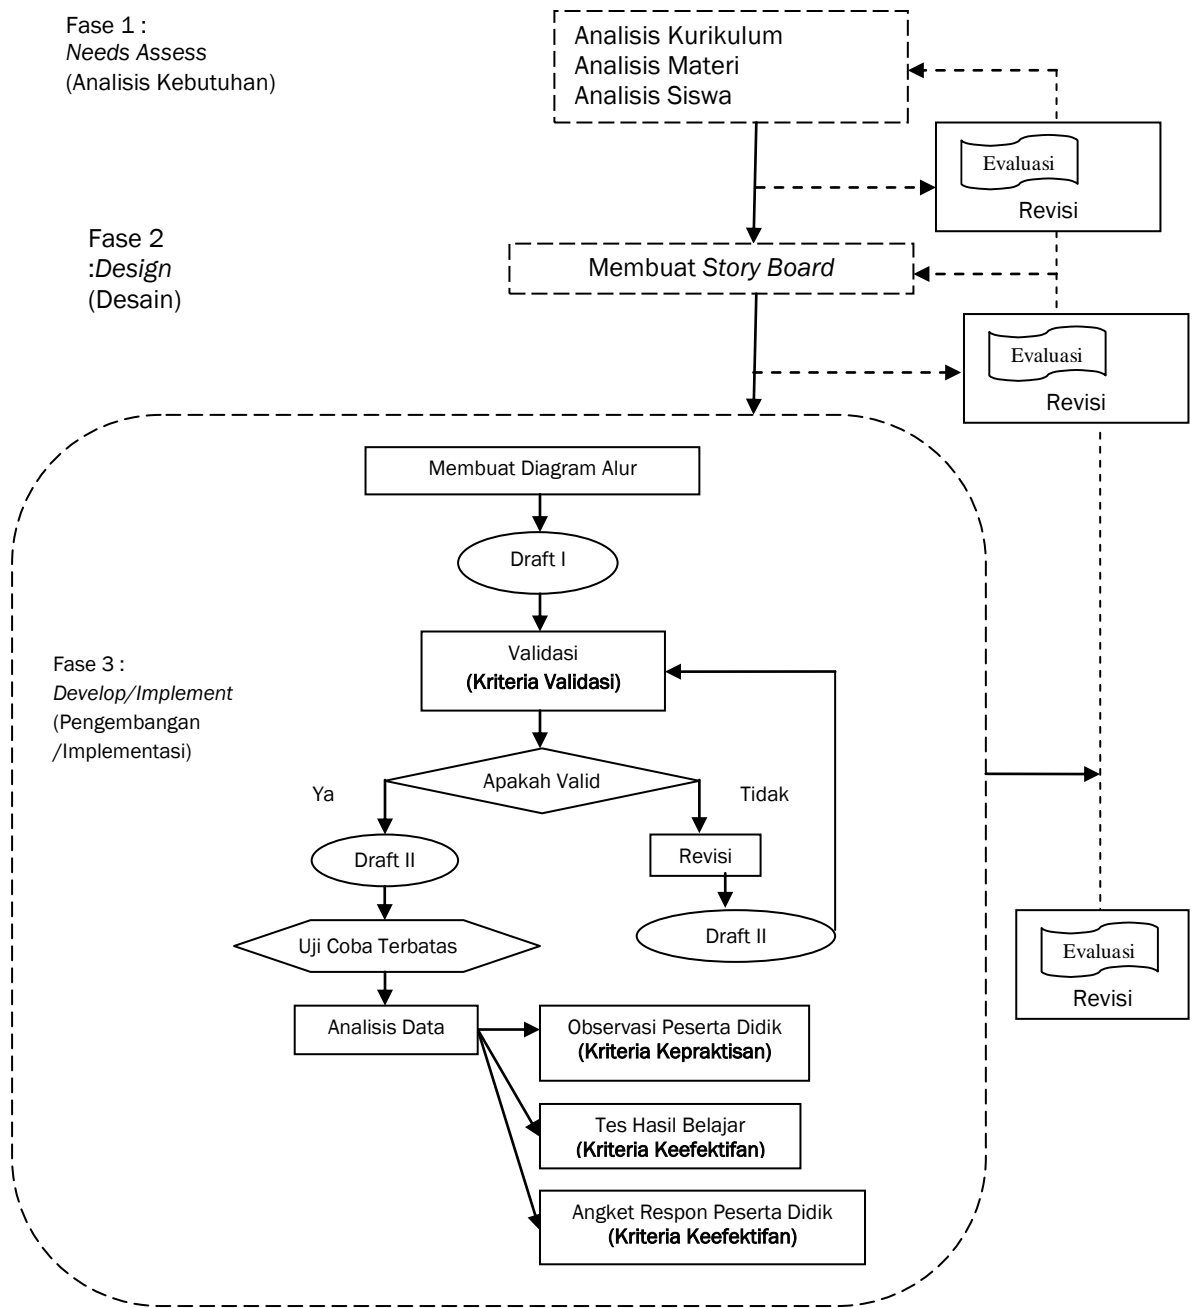 Fase 1 :
Needs Assess
(Analisis Kebutuhan)
Analisis Kurikulum
Analisis Materi
Analisis Siswa
Evaluasi
Revisi
Fase 2
:Design
(Desain)
Membuat Story Board
Evaluasi
Revisi
Membuat Diagram Alur
Draft I
Validasi
(Kriteria Validasi)
Fase 3 :
Develop/Implement
(Pengembangan
/Implementasi)
Apakah Valid
Ya
Tidak
Draft II
Revisi
Uji Coba Terbatas
Draft II
Evaluasi
Revisi
Analisis Data
Observasi Peserta Didik
(Kriteria Kepraktisan)
Tes Hasil Belajar
(Kriteria Keefektifan)
Angket Respon Peserta Didik
(Kriteria Keefektifan)